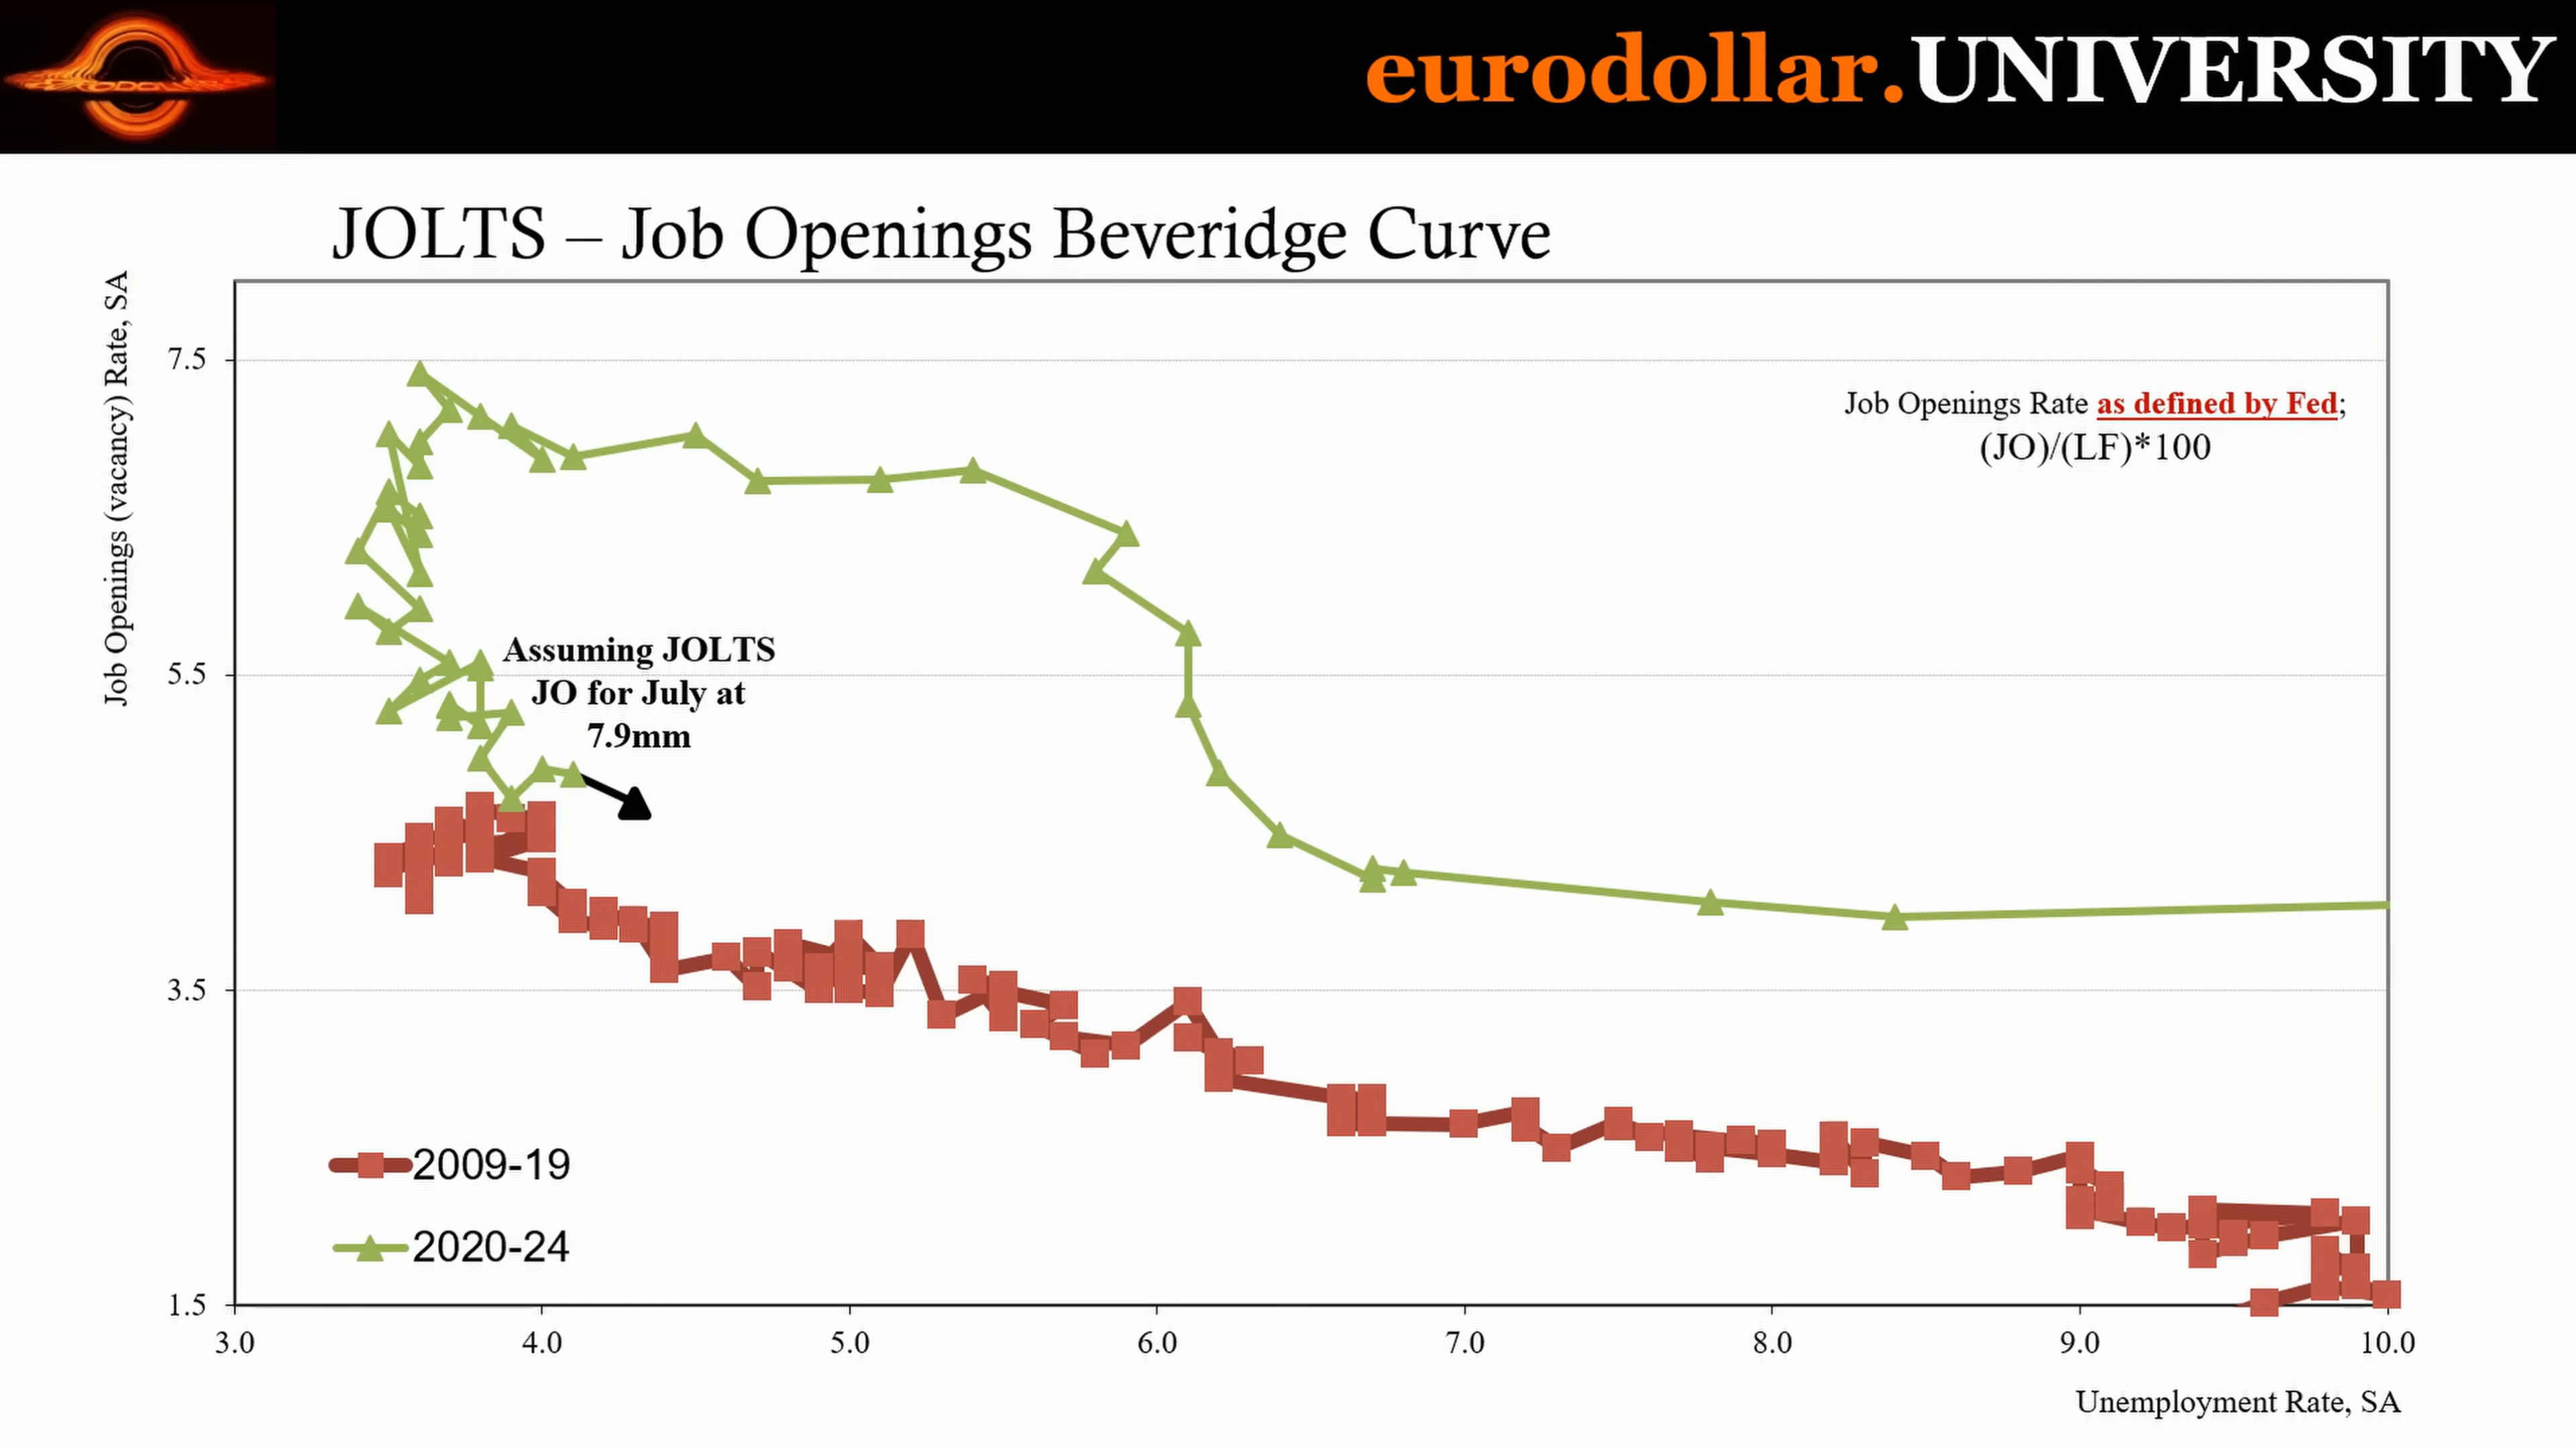 eurodollar.UNIVERSITY
JOLTS – Job Openings Beveridge Curve
Job Openings (vacancy) Rate, SA
7.5
5.5
3.5
1.5
Job Openings Rate as defined by Fed;
(JO)/(LF)*100
Assuming JOLTS
JO for July at
7.9mm
2009-19
2020-24
3.0 4.0 5.0 6.0 7.0 8.0 9.0 10.0
Unemployment Rate, SA